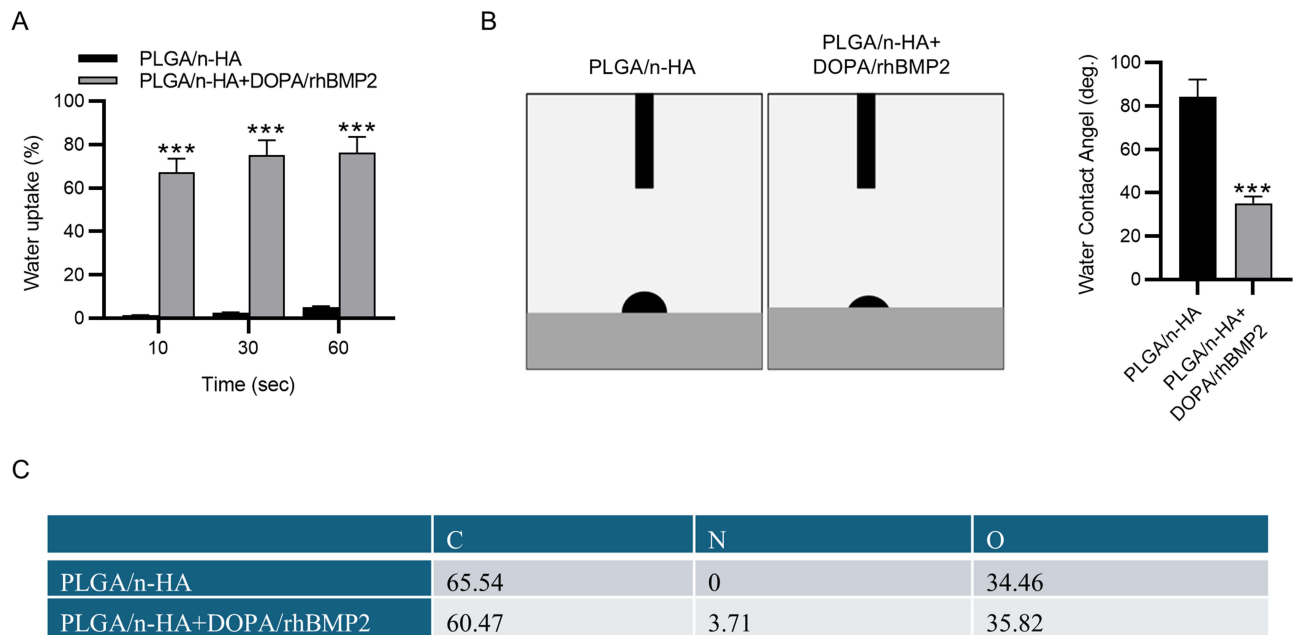 A
PLGA/n-HA
PLGA/n-HA+DOPA/rhBMP2
Water uptake (%)
100
80
60
40
20
0
***
***
***
10 30 60
Time (sec)
B
PLGA/n-HA
PLGA/n-HA+
DOPA/rhBMP2
Water Contact Angel (deg.)
100
80
60
40
20
0
***
PLGA/n-HA
PLGA/n-HA+
DOPA/rhBMP2
C
C N O
PLGA/n-HA 65.54 0 34.46
PLGA/n-HA+DOPA/rhBMP2 60.47 3.71 35.82